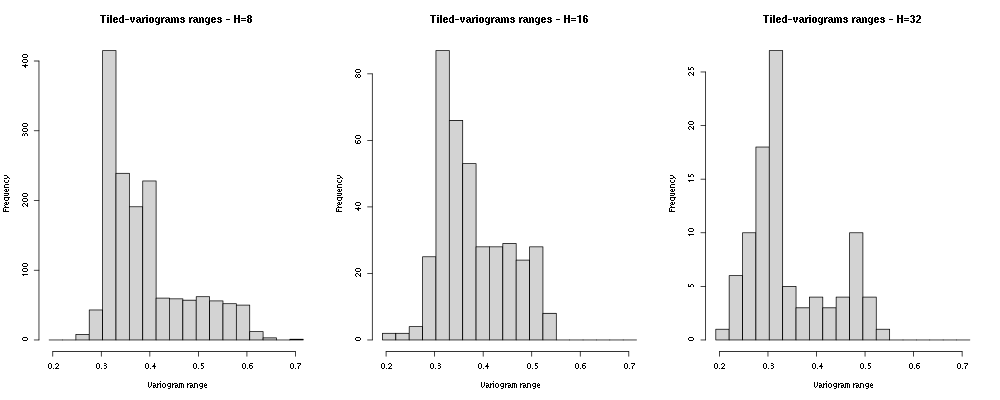 Tiled-variograms ranges - H=8
Frequency
400
300
200
100
0
0.2 0.3 0.4 0.5 0.6 0.7
Variogram range
Tiled-variograms ranges - H=16
Frequency
80
60
40
20
0
0.2 0.3 0.4 0.5 0.6 0.7
Variogram range
Tiled-variograms ranges - H=32
Frequency
25
20
15
10
5
0
0.2 0.3 0.4 0.5 0.6 0.7
Variogram range